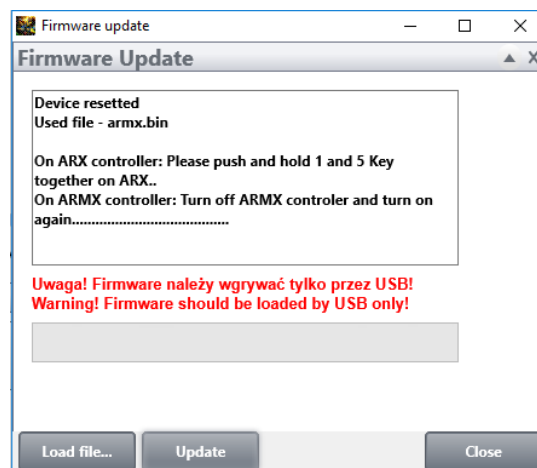 Firmware update
Firmware Update
Device resetted
Used file - armx.bin
On ARX controller: Please push and hold 1 and 5 Key
together on ARX..
On ARMX controller: Turn off ARMX controler and turn on
again........................................
Uwaga! Firmware należy wgrywać tylko przez USB!
Warning! Firmware should be loaded by USB only!
Load file...
Update
Close